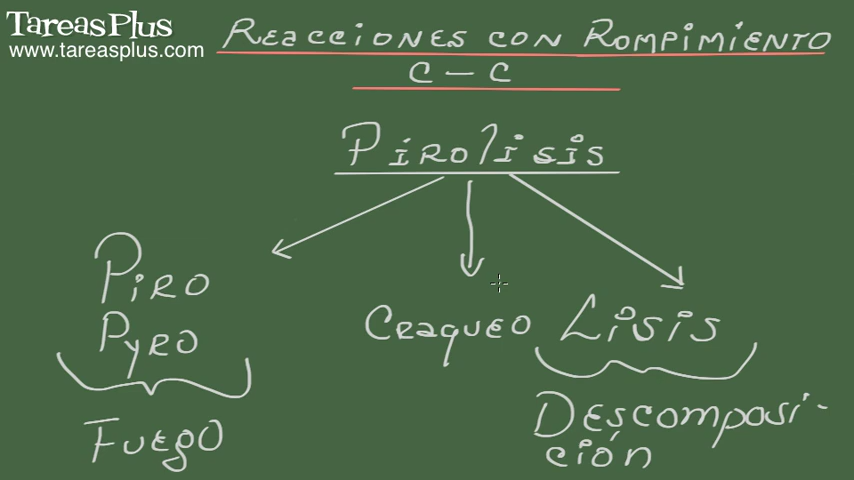 TareasPlus
www.tareasplus.com
REACCIONES CON ROMPIMIENTO
C - C
PIROlisis
PIRO
PYRO
FUEGO
CRAQUEO
LISIS
DESCOMPOSI-
CIÓN